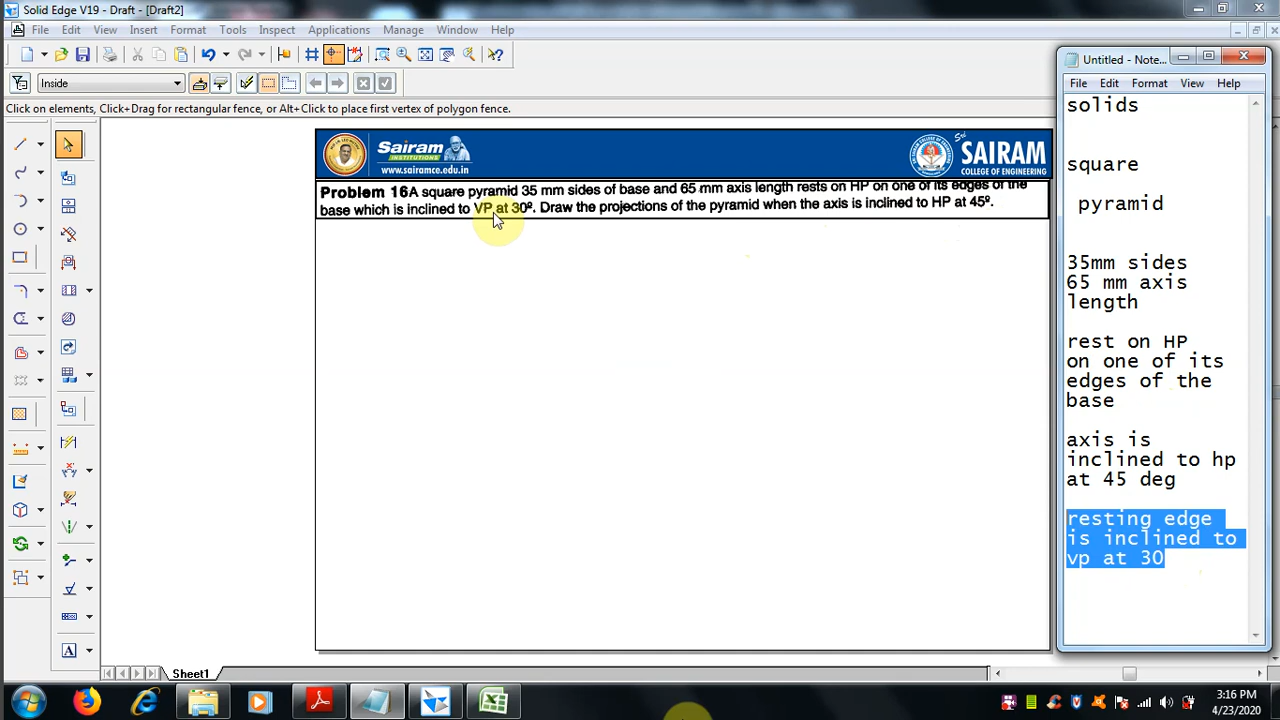 Solid Edge V19 - Draft - [Draft2]
File Edit View Insert Format Tools Inspect Applications Manage Window Help
Inside
Click on elements, Click+Drag for rectangular fence, or Alt+Click to place first vertex of polygon fence.
Sairam
INSTITUTIONS
www.sairamce.edu.in
Sri
SAIRAM
COLLEGE OF ENGINEERING
Problem 16A square pyramid 35 mm sides of base and 65 mm axis length rests on HP on one of its edges of the
base which is inclined to VP at 30º. Draw the projections of the pyramid when the axis is inclined to HP at 45º.
Untitled - Note...
File Edit Format View Help
solids
square
pyramid
35mm sides
65 mm axis
length
rest on HP
on one of its
edges of the
base
axis is
inclined to hp
at 45 deg
resting edge
is inclined to
vp at 30
A
Sheet1
3:16 PM
4/23/2020